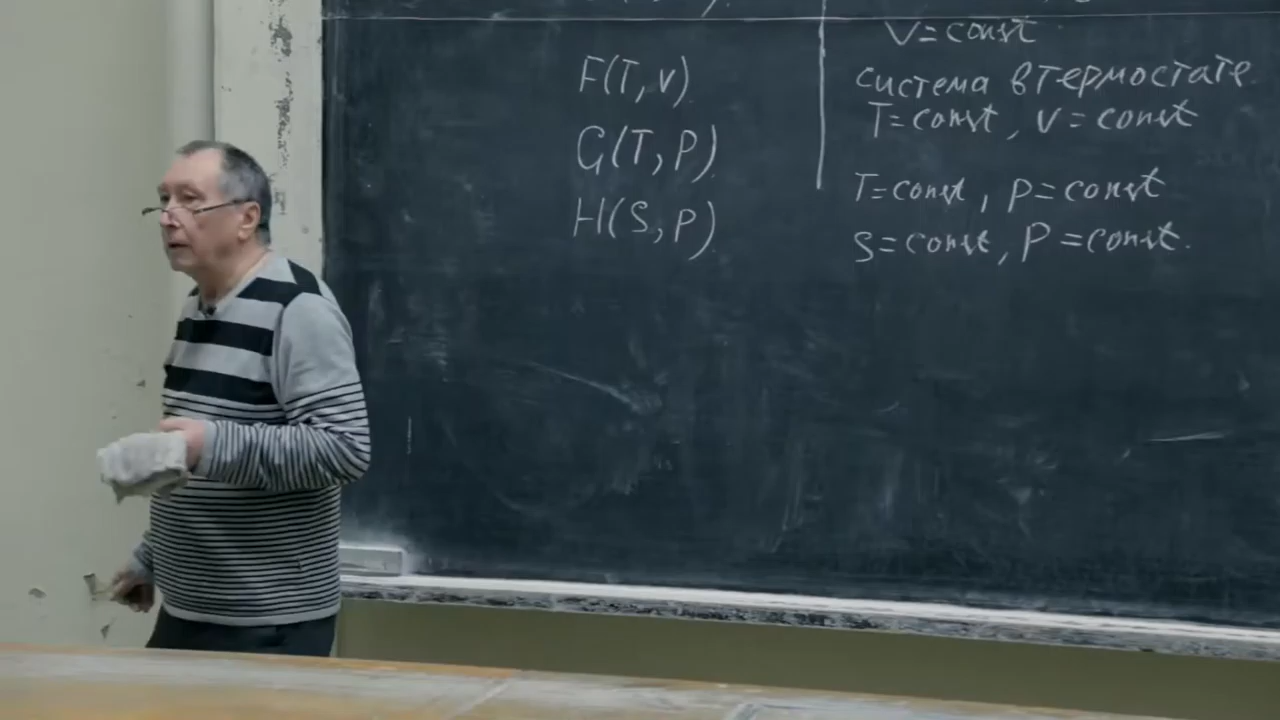 V=const
F(T,V) система в термостате
T=const, V=const
G(T,P) T=const, P=const
H(S,P) S=const, P=const.